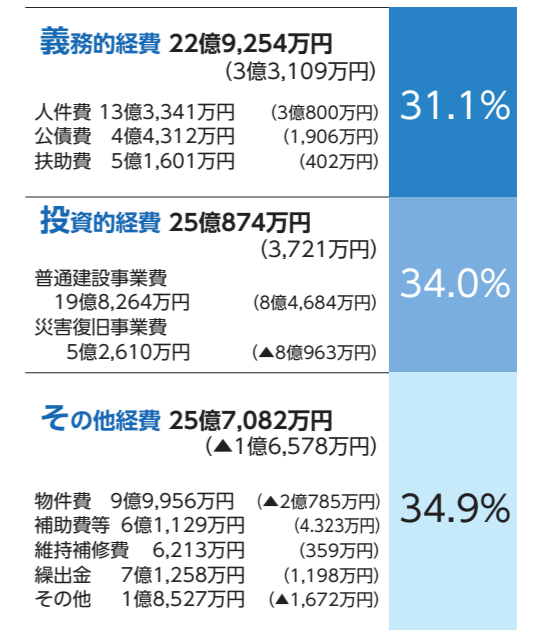 義務的経費 22億9,254万円
(3億3,109万円)
31.1%
人件費 13億3,341万円 (3億800万円)
公債費 4億4,312万円 (1,906万円)
扶助費 5億1,601万円 (402万円)
投資的経費 25億874万円
(3,721万円)
34.0%
普通建設事業費
19億8,264万円 (8億4,684万円)
災害復旧事業費
5億2,610万円 (▲8億963万円)
その他経費 25億7,082万円
(▲1億6,578万円)
34.9%
物件費 9億9,956万円 (▲2億785万円)
補助費等 6億1,129万円 (4.323万円)
維持補修費 6,213万円 (359万円)
繰出金 7億1,258万円 (1,198万円)
その他 1億8,527万円 (▲1,672万円)